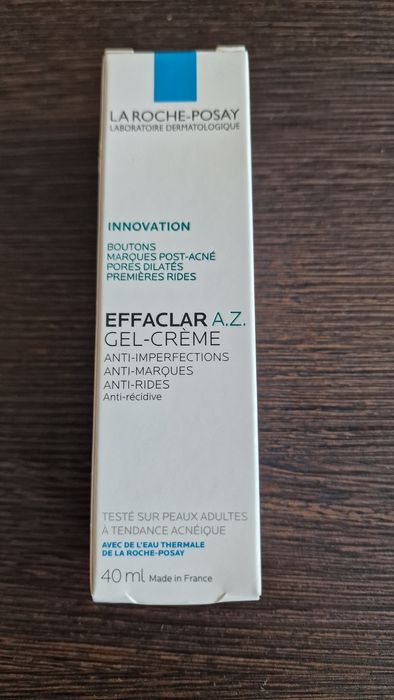 LA ROCHE-POSAY
LABORATOIRE DERMATOLOGIQUE
INNOVATION
BOUTONS
MARQUES POST-ACNÉ
PORES DILATÉS
PREMIÈRES RIDES
EFFACLAR A.Z.
GEL-CRÈME
ANTI-IMPERFECTIONS
ANTI-MARQUES
ANTI-RIDES
Anti-récidive
TESTÉ SUR PEAUX ADULTES
À TENDANCE ACNÉIQUE
AVEC DE L'EAU THERMALE
DE LA ROCHE-POSAY
40 ml Made in France